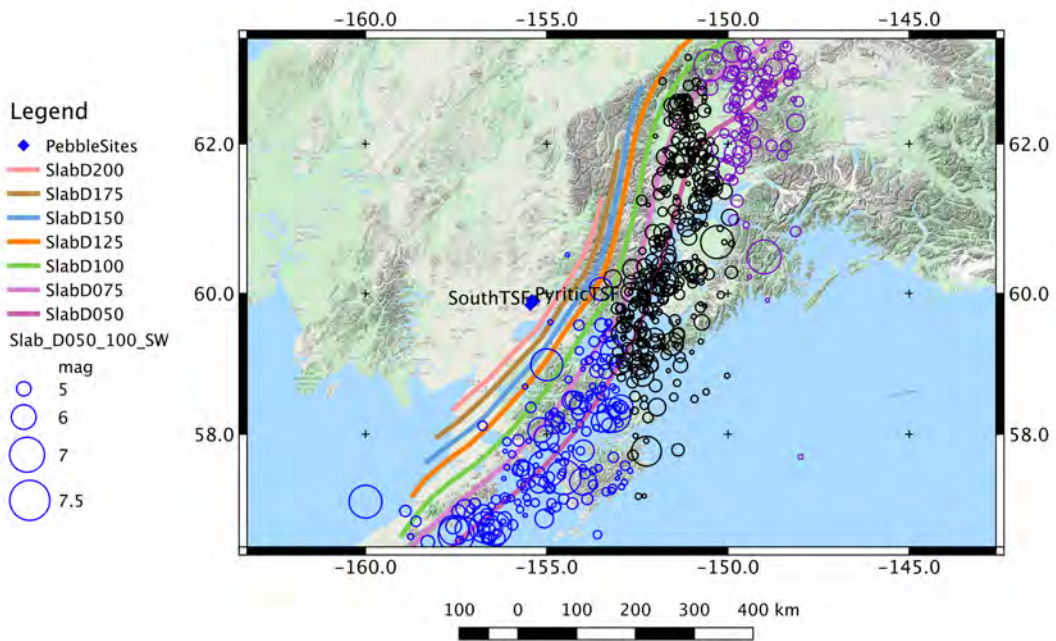 -160.0 -155.0 -150.0 -145.0
Legend
PebbleSites
SlabD200
SlabD175
SlabD150
SlabD125
SlabD100
SlabD075
SlabD050
Slab_D050_100_SW
mag
5
6
7
7.5
62.0 62.0
60.0 60.0
SouthTSF PyriticTSF
58.0 58.0
-160.0 -155.0 -150.0 -145.0
100 0 100 200 300 400 km